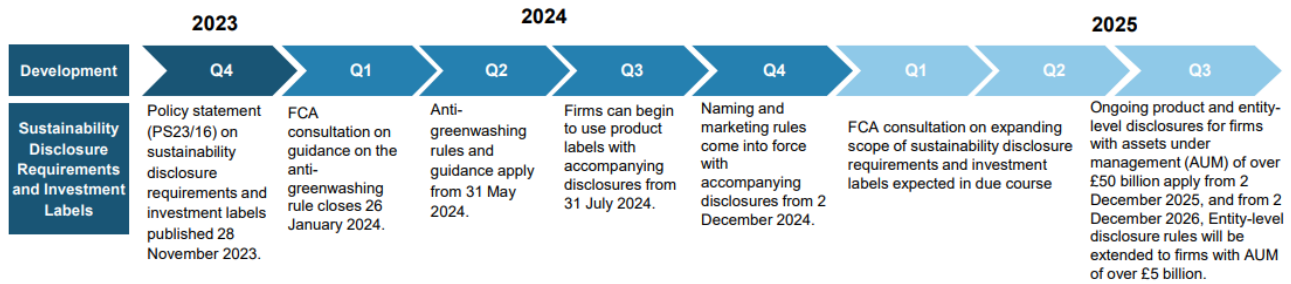 2023
2024
2025
Development
Q4
Q1
Q2
Q3
Q4
Q1
Q2
Q3
Sustainability
Disclosure
Requirements
and Investment
Labels
Policy statement
(PS23/16) on
sustainability
disclosure
requirements and
investment labels
published 28
November 2023.
FCA
consultation on
guidance on the
anti-
greenwashing
rule closes 26
January 2024.
Anti-
greenwashing
rules and
guidance apply
from 31 May
2024.
Firms can begin
to use product
labels with
accompanying
disclosures from
31 July 2024.
Naming and
marketing rules
come into force
with
accompanying
disclosures from 2
December 2024.
FCA consultation on expanding
scope of sustainability disclosure
requirements and investment
labels expected in due course
Ongoing product and entity-
level disclosures for firms
with assets under
management (AUM) of over
£50 billion apply from 2
December 2025, and from 2
December 2026, Entity-level
disclosure rules will be
extended to firms with AUM
of over £5 billion.